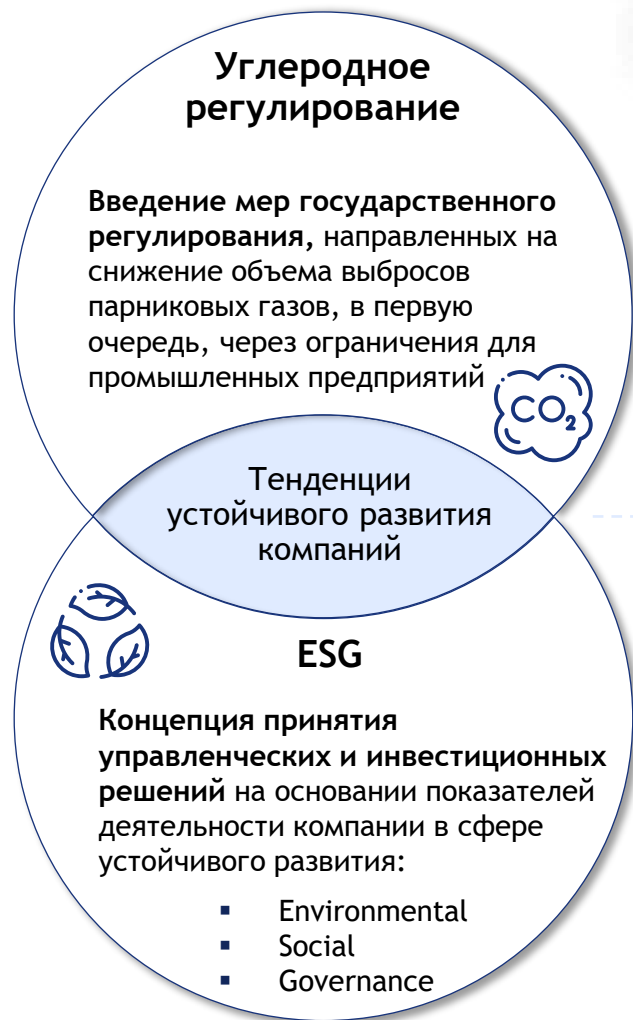 Углеродное
регулирование
Введение мер государственного
регулирования, направленных на
снижение объема выбросов
парниковых газов, в первую
очередь, через ограничения для
промышленных предприятий
CO₂
Тенденции
устойчивого развития
компаний
ESG
Концепция принятия
управленческих и инвестиционных
решений на основании показателей
деятельности компании в сфере
устойчивого развития:
▪ Environmental
▪ Social
▪ Governance